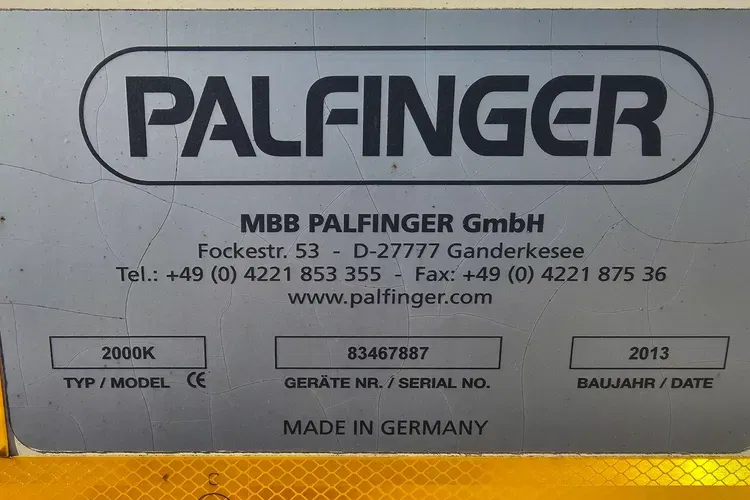 PALFINGER
MBB PALFINGER GmbH
Fockestr. 53 - D-27777 Ganderkesee
Tel.: +49 (0) 4221 853 355 - Fax: +49 (0) 4221 875 36
www.palfinger.com
2000K 83467887 2013
TYP / MODEL CE GERÄTE NR. / SERIAL NO. BAUJAHR / DATE
MADE IN GERMANY